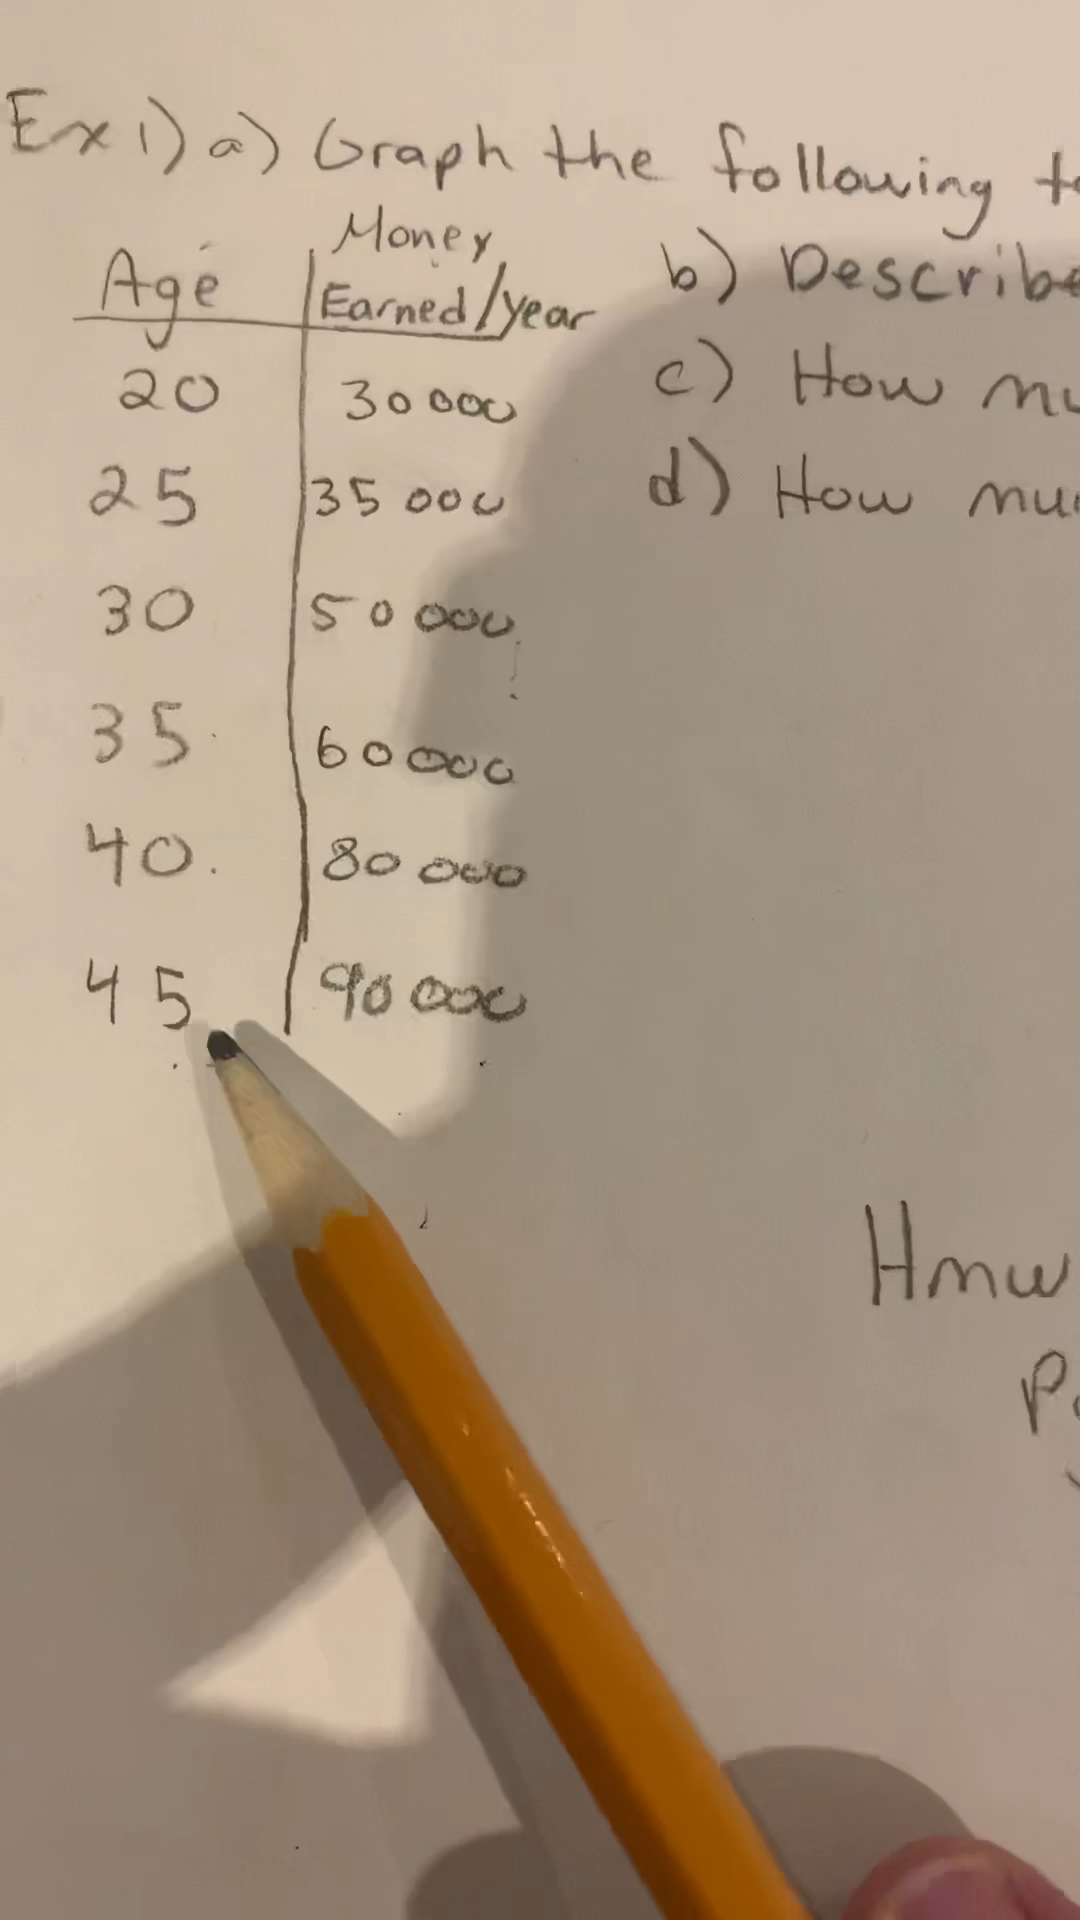 Ex 1) a) Graph the following
Age | Money Earned/year
20 | 30 000
25 | 35 000
30 | 50 000
35 | 60 000
40 | 80 000
45 | 90 000
b) Describe
c) How
d) How